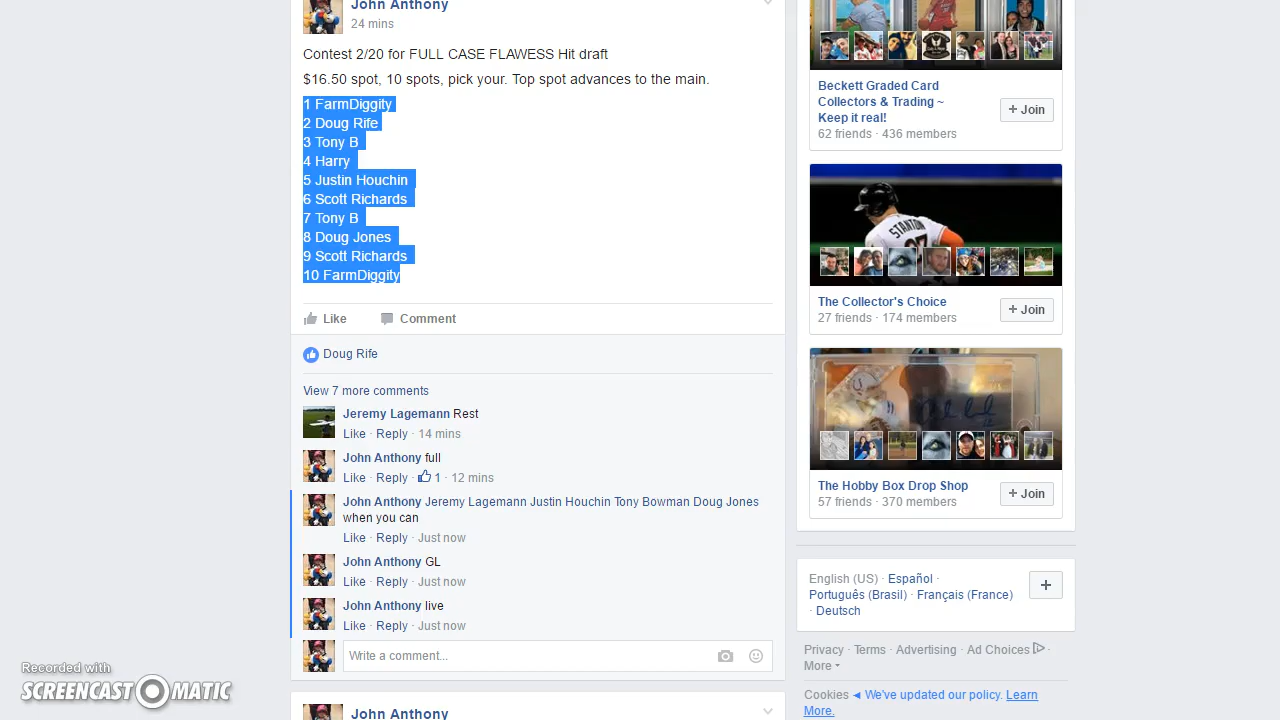 John Anthony
24 mins
Contest 2/20 for FULL CASE FLAWESS Hit draft
$16.50 spot, 10 spots, pick your. Top spot advances to the main.
1 FarmDiggity
2 Doug Rife
3 Tony B
4 Harry
5 Justin Houchin
6 Scott Richards
7 Tony B
8 Doug Jones
9 Scott Richards
10 FarmDiggity
Like Comment
Doug Rife
View 7 more comments
Jeremy Lagemann Rest
Like · Reply · 14 mins
John Anthony full
Like · Reply · 1 · 12 mins
John Anthony Jeremy Lagemann Justin Houchin Tony Bowman Doug Jones
when you can
Like · Reply · Just now
John Anthony GL
Like · Reply · Just now
John Anthony live
Like · Reply · Just now
Write a comment...
John Anthony
Beckett Graded Card
Collectors & Trading ~
Keep it real!
62 friends · 436 members
+ Join
STANTON
The Collector's Choice
27 friends · 174 members
+ Join
The Hobby Box Drop Shop
57 friends · 370 members
+ Join
English (US) · Español ·
Português (Brasil) · Français (France)
· Deutsch
+
Privacy · Terms · Advertising · Ad Choices ·
More
Cookies ◄ We've updated our policy. Learn
More.
Recorded with
SCREENCAST-O-MATIC